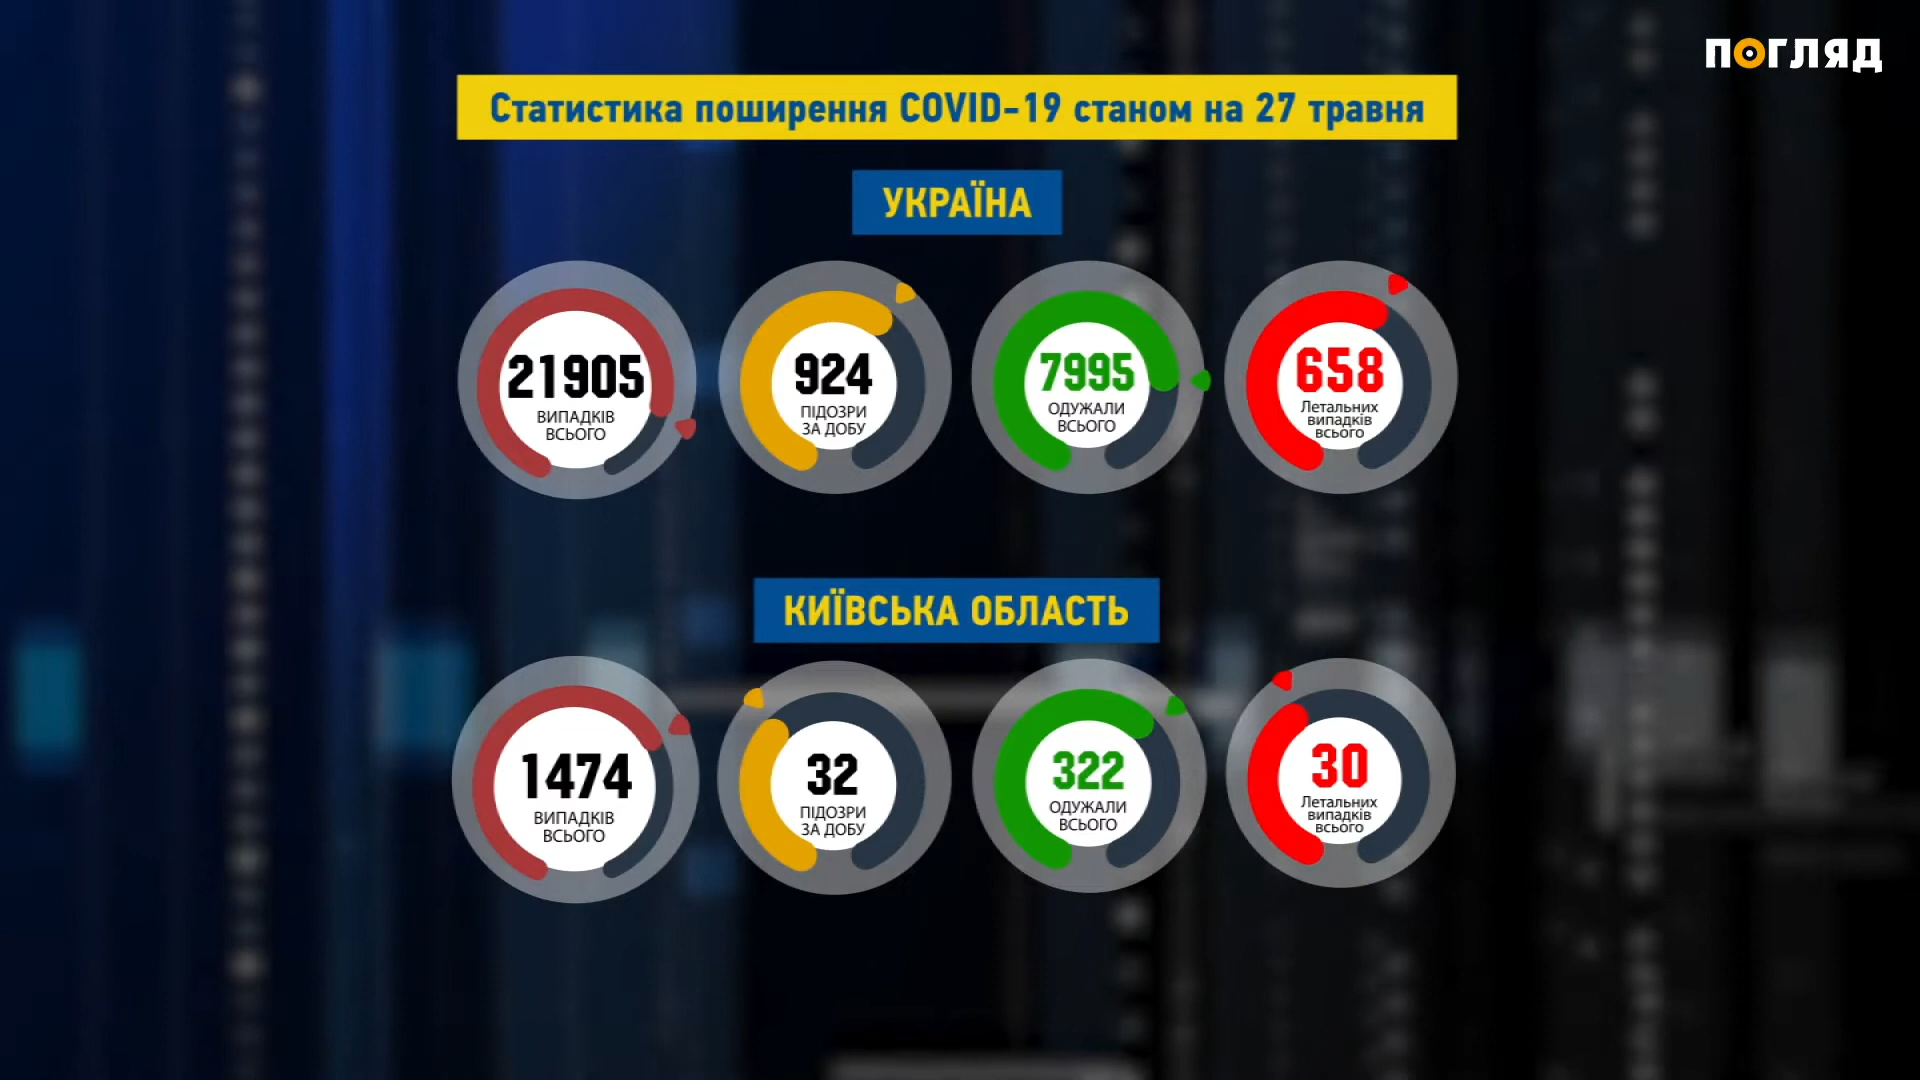 ПОГЛЯД
Статистика поширення COVID-19 станом на 27 травня
УКРАЇНА
21905
ВИПАДКІВ
ВСЬОГО
924
ПІДОЗРИ
ЗА ДОБУ
7995
ОДУЖАЛИ
ВСЬОГО
658
Летальних
випадків
всього
КИЇВСЬКА ОБЛАСТЬ
1474
ВИПАДКІВ
ВСЬОГО
32
ПІДОЗРИ
ЗА ДОБУ
322
ОДУЖАЛИ
ВСЬОГО
30
Летальних
випадків
всього